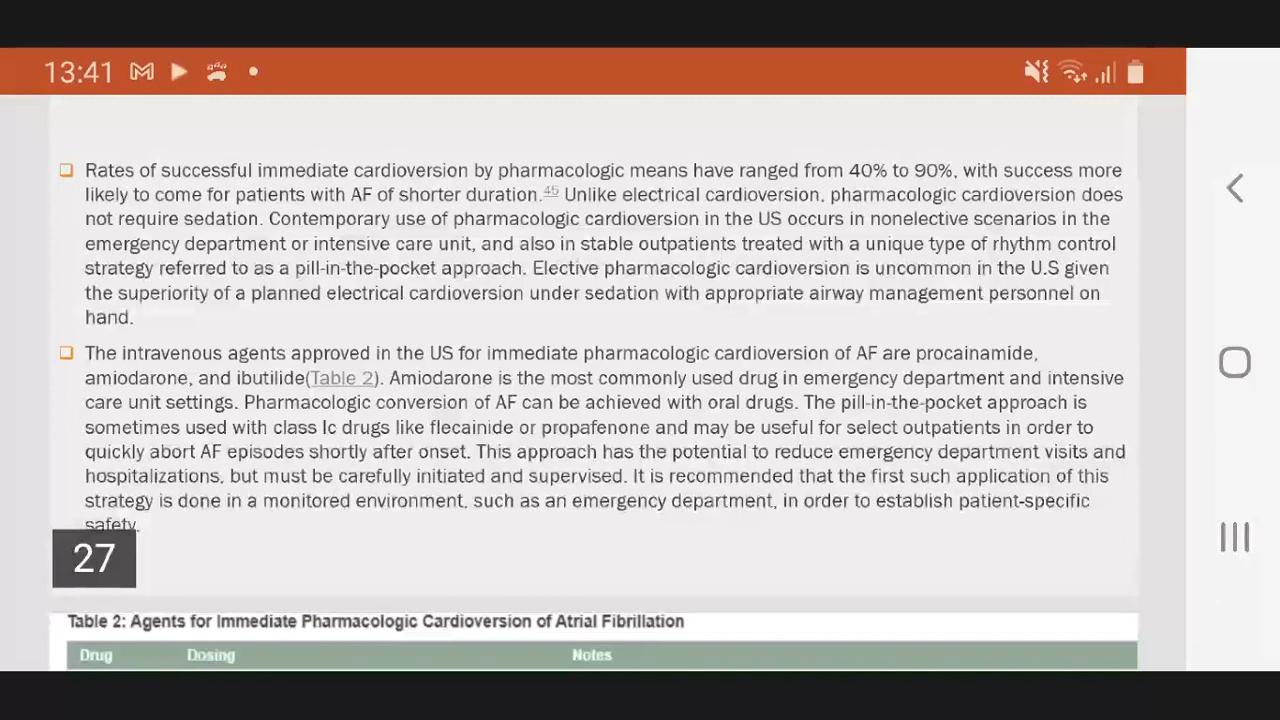 13:41
Rates of successful immediate cardioversion by pharmacologic means have ranged from 40% to 90%, with success more
likely to come for patients with AF of shorter duration.45 Unlike electrical cardioversion, pharmacologic cardioversion does
not require sedation. Contemporary use of pharmacologic cardioversion in the US occurs in nonelective scenarios in the
emergency department or intensive care unit, and also in stable outpatients treated with a unique type of rhythm control
strategy referred to as a pill-in-the-pocket approach. Elective pharmacologic cardioversion is uncommon in the U.S given
the superiority of a planned electrical cardioversion under sedation with appropriate airway management personnel on
hand.
The intravenous agents approved in the US for immediate pharmacologic cardioversion of AF are procainamide,
amiodarone, and ibutilide(Table 2). Amiodarone is the most commonly used drug in emergency department and intensive
care unit settings. Pharmacologic conversion of AF can be achieved with oral drugs. The pill-in-the-pocket approach is
sometimes used with class Ic drugs like flecainide or propafenone and may be useful for select outpatients in order to
quickly abort AF episodes shortly after onset. This approach has the potential to reduce emergency department visits and
hospitalizations, but must be carefully initiated and supervised. It is recommended that the first such application of this
strategy is done in a monitored environment, such as an emergency department, in order to establish patient-specific
safety.
27
Table 2: Agents for Immediate Pharmacologic Cardioversion of Atrial Fibrillation
Drug Dosing Notes